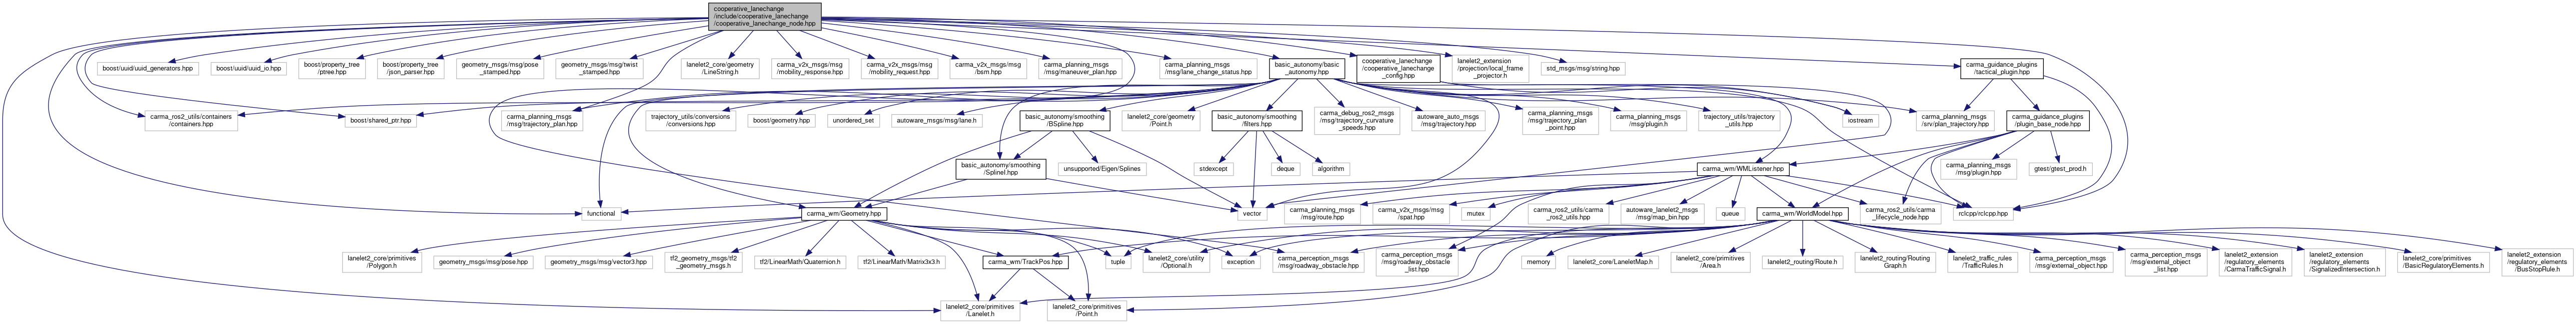 cooperative_lanechange
/include/cooperative_lanechange
/cooperative_lanechange_node.hpp
boost/uuid/uuid_generators.hpp
boost/uuid/uuid_io.hpp
boost/property_tree
/ptree.hpp
boost/property_tree
/json_parser.hpp
geometry_msgs/msg/pose
_stamped.hpp
geometry_msgs/msg/twist
_stamped.hpp
lanelet2_core/geometry
/LineString.h
carma_v2x_msgs/msg
/mobility_response.hpp
carma_v2x_msgs/msg
/mobility_request.hpp
carma_v2x_msgs/msg
/bsm.hpp
carma_planning_msgs
/msg/maneuver_plan.hpp
carma_planning_msgs
/msg/lane_change_status.hpp
basic_autonomy/basic
_autonomy.hpp
cooperative_lanechange
/cooperative_lanechange
_config.hpp
lanelet2_extension
/projection/local_frame
_projector.h
std_msgs/msg/string.hpp
carma_guidance_plugins
/tactical_plugin.hpp
carma_ros2_utils/containers
/containers.hpp
boost/shared_ptr.hpp
carma_planning_msgs
/msg/trajectory_plan.hpp
trajectory_utils/conversions
/conversions.hpp
boost/geometry.hpp
unordered_set
autoware_msgs/msg/lane.h
basic_autonomy/smoothing
/BSpline.hpp
lanelet2_core/geometry
/Point.h
basic_autonomy/smoothing
/filters.hpp
carma_debug_ros2_msgs
/msg/trajectory_curvature
_speeds.hpp
autoware_auto_msgs
/msg/trajectory.hpp
carma_planning_msgs
/msg/trajectory_plan
_point.hpp
carma_planning_msgs
/msg/plugin.h
trajectory_utils/trajectory
_utils.hpp
iostream
carma_planning_msgs
/srv/plan_trajectory.hpp
carma_guidance_plugins
/plugin_base_node.hpp
basic_autonomy/smoothing
/SplineI.hpp
unsupported/Eigen/Splines
stdexcept
deque
algorithm
carma_wm/WMListener.hpp
carma_planning_msgs
/msg/plugin.hpp
gtest/gtest_prod.h
functional
carma_wm/Geometry.hpp
vector
carma_planning_msgs
/msg/route.hpp
carma_v2x_msgs/msg
/spat.hpp
mutex
carma_ros2_utils/carma
_ros2_utils.hpp
autoware_lanelet2_msgs
/msg/map_bin.hpp
queue
carma_wm/WorldModel.hpp
carma_ros2_utils/carma
_lifecycle_node.hpp
rclcpp/rclcpp.hpp
lanelet2_core/primitives
/Polygon.h
geometry_msgs/msg/pose.hpp
geometry_msgs/msg/vector3.hpp
tf2_geometry_msgs/tf2
_geometry_msgs.h
tf2/LinearMath/Quaternion.h
tf2/LinearMath/Matrix3x3.h
carma_wm/TrackPos.hpp
tuple
lanelet2_core/utility
/Optional.h
exception
carma_perception_msgs
/msg/roadway_obstacle.hpp
carma_perception_msgs
/msg/roadway_obstacle
_list.hpp
memory
lanelet2_core/LaneletMap.h
lanelet2_core/primitives
/Area.h
lanelet2_routing/Route.h
lanelet2_routing/Routing
Graph.h
lanelet2_traffic_rules
/TrafficRules.h
carma_perception_msgs
/msg/external_object.hpp
carma_perception_msgs
/msg/external_object
_list.hpp
lanelet2_extension
/regulatory_elements
/CarmaTrafficSignal.h
lanelet2_extension
/regulatory_elements
/SignalizedIntersection.h
lanelet2_core/primitives
/BasicRegulatoryElements.h
lanelet2_extension
/regulatory_elements
/BusStopRule.h
lanelet2_core/primitives
/Lanelet.h
lanelet2_core/primitives
/Point.h